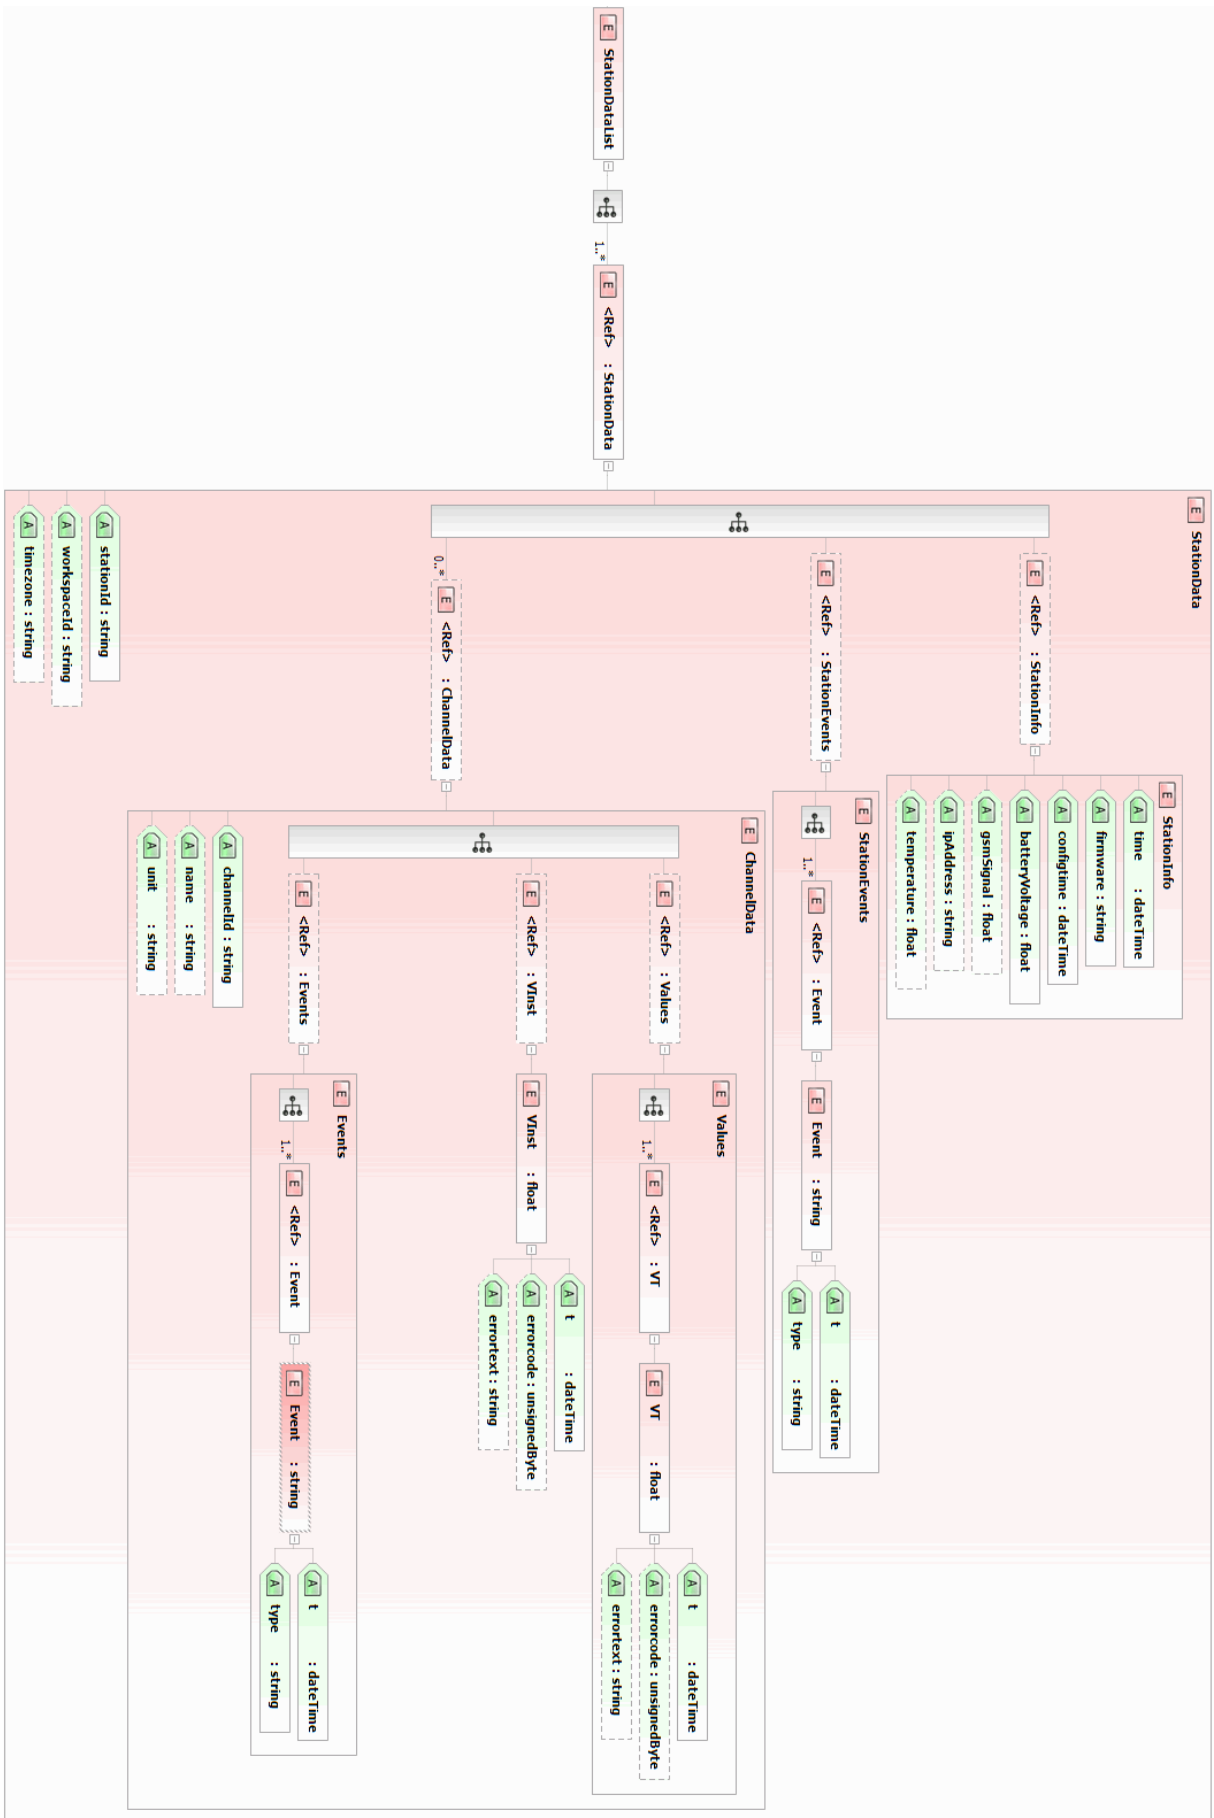 E StationDataList
1..*
E <Ref> : StationData
E StationData
E <Ref> : StationInfo
E StationInfo
A time : dateTime
A firmware : string
A configtime : dateTime
A batteryVoltage : float
A gsmSignal : float
A ipAddress : string
A temperature : float
E <Ref> : StationEvents
E StationEvents
1..*
E <Ref> : Event
E Event : string
A t : dateTime
A type : string
0..*
E <Ref> : ChannelData
E ChannelData
E <Ref> : Values
E Values
1..*
E <Ref> : VT
E VT : float
A t : dateTime
A errorcode : unsignedByte
A errortext : string
E <Ref> : VInst
E VInst : float
A t : dateTime
A errorcode : unsignedByte
A errortext : string
E <Ref> : Events
E Events
1..*
E <Ref> : Event
E Event : string
A t : dateTime
A type : string
A channelId : string
A name : string
A unit : string
A stationId : string
A workspaceId : string
A timezone : string